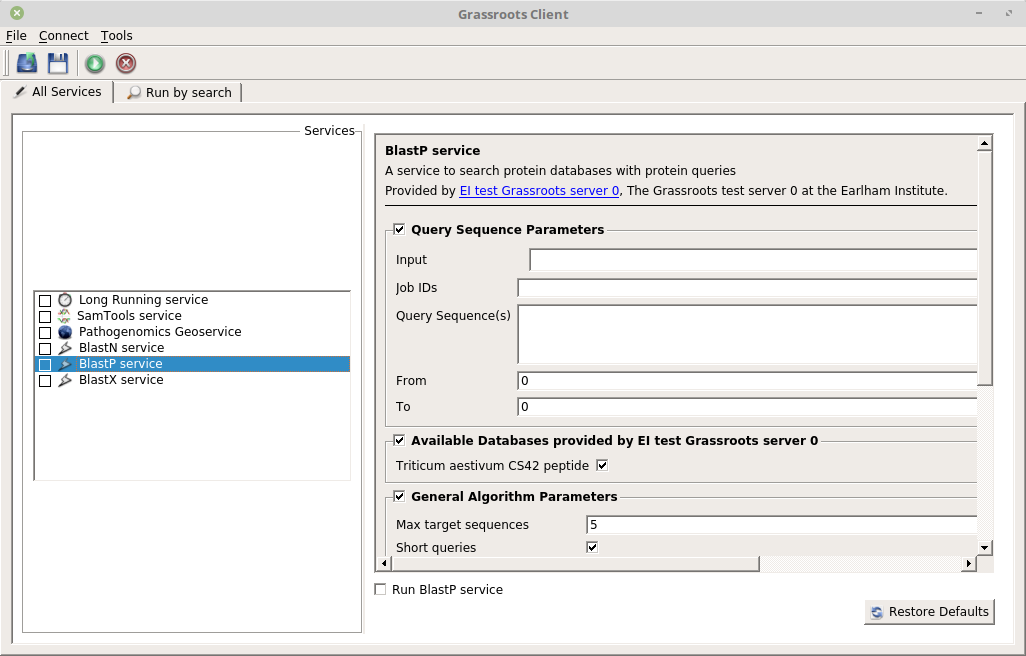 Grassroots Client
File Connect Tools
All Services Run by search
Services
Long Running service
SamTools service
Pathogenomics Geoservice
BlastN service
BlastP service
BlastX service
BlastP service
A service to search protein databases with protein queries
Provided by EI test Grassroots server 0, The Grassroots test server 0 at the Earlham Institute.
Query Sequence Parameters
Input
Job IDs
Query Sequence(s)
From 0
To 0
Available Databases provided by EI test Grassroots server 0
Triticum aestivum CS42 peptide
General Algorithm Parameters
Max target sequences 5
Short queries
Run BlastP service
Restore Defaults